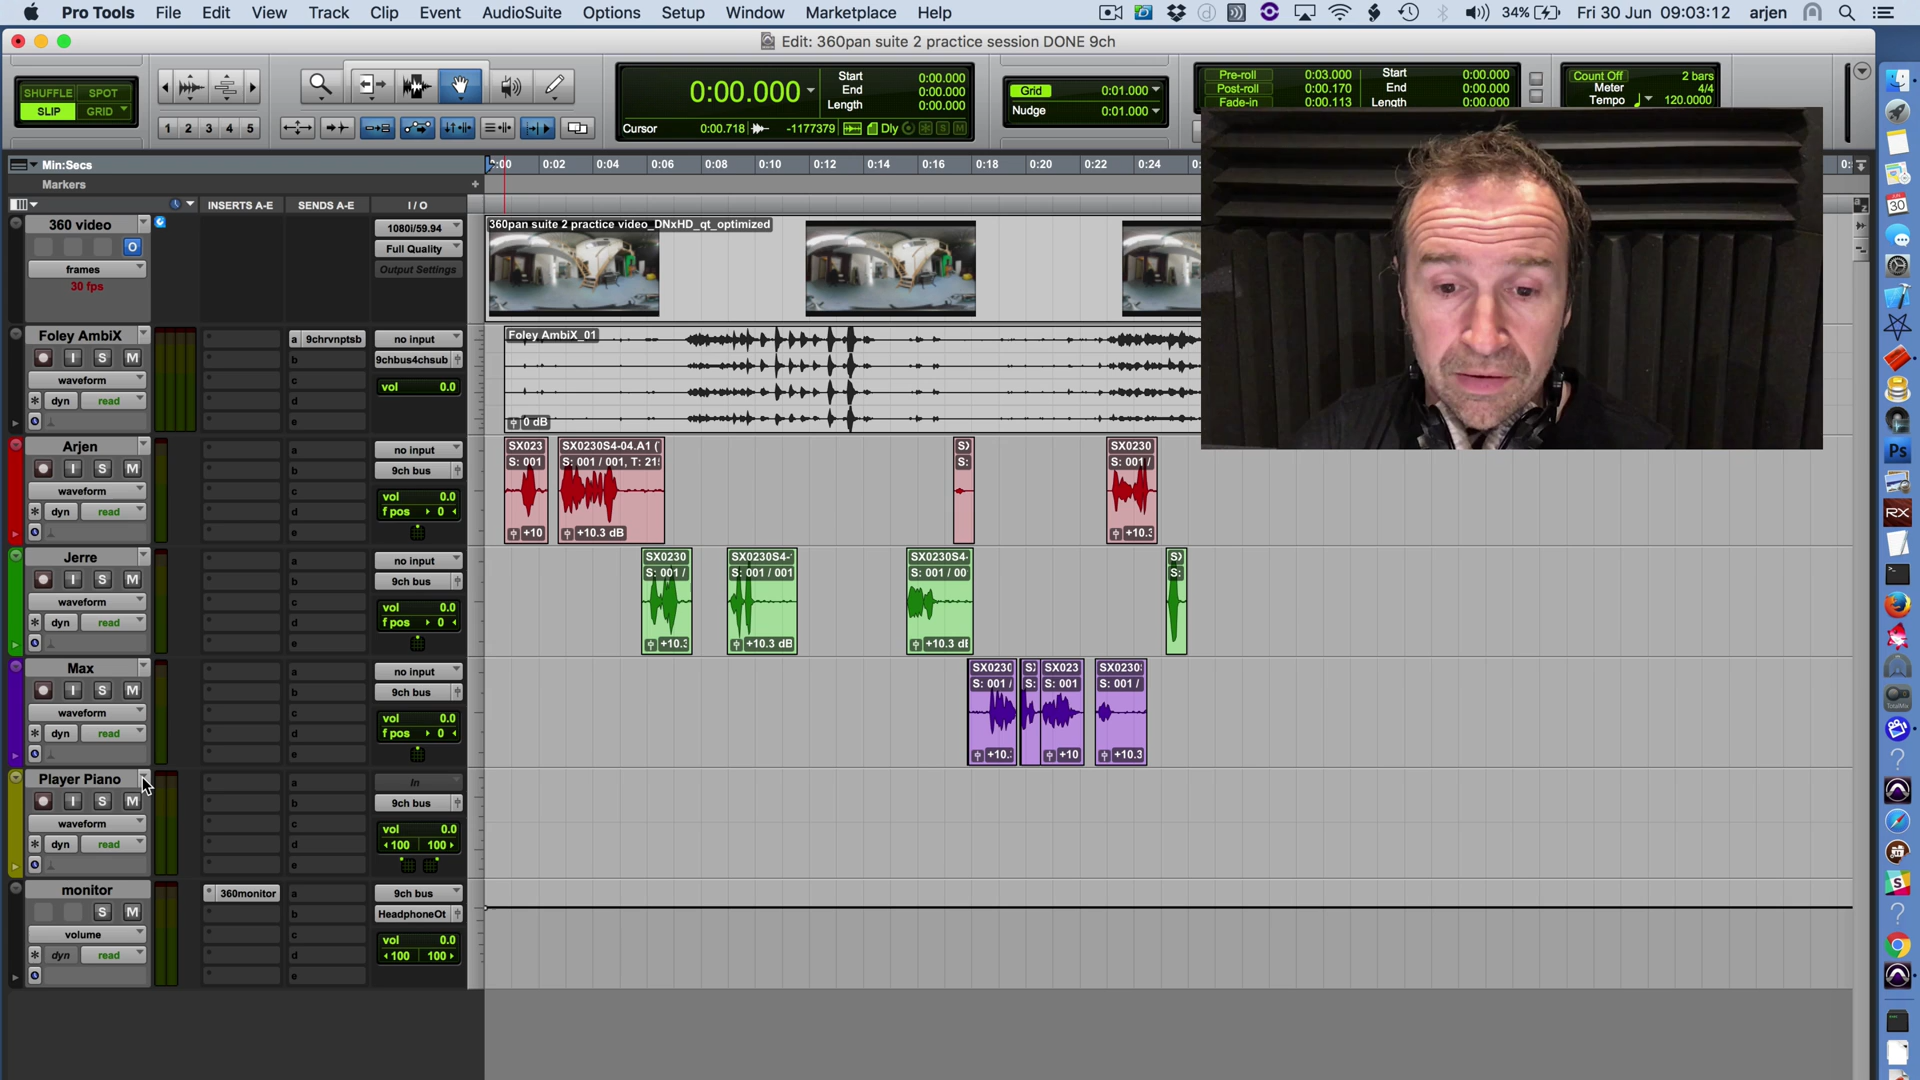 Pro Tools File Edit View Track Clip Event AudioSuite Options Setup Window Marketplace Help 34% Fri 30 Jun 09:03:12 arjen
Edit: 360pan suite 2 practice session DONE 9ch
SHUFFLE SPOT
SLIP GRID
1 2 3 4 5
0:00.000
Start 0:00.000
End 0:00.000
Length 0:00.000
Cursor 0:00.718 -1177379 Dly S M
Grid 0:01.000
Nudge 0:01.000
Pre-roll 0:03.000
Post-roll 0:00.170
Fade-in 0:00.113
Start 0:00.000
End 0:00.000
Length 0:00.000
Count Off 2 bars
Meter 4/4
Tempo 120.0000
Min:Secs 0:00 0:02 0:04 0:06 0:08 0:10 0:12 0:14 0:16 0:18 0:20 0:22 0:24
Markers
INSERTS A-E SENDS A-E I / O
360 video
O
frames
30 fps
1080i/59.94
Full Quality
Output Settings
360pan suite 2 practice video_DNxHD_qt_optimized
Foley AmbiX
I S M
waveform
dyn read
a 9chrvnptsb
b
c
d
e
no input
9chbus4chsub
vol 0.0
Foley AmbiX_01
0 dB
Arjen
I S M
waveform
dyn read
a
b
c
d
e
no input
9ch bus
vol 0.0
f pos 0
SX023
S: 001
+10
SX0230S4-04.A1 (
S: 001 / 001, T: 21
+10.3 dB
SX0230
S: 001 /
Jerre
I S M
waveform
dyn read
a
b
c
d
e
no input
9ch bus
vol 0.0
f pos 0
SX0230
S: 001 /
SX0230S4-
S: 001 / 001
+10.3 dB
SX0230S4-
S: 001 / 00
Max
I S M
waveform
dyn read
a
b
c
d
e
no input
9ch bus
vol 0.0
f pos 0
SX0230
S: 001 /
+10.
SX023
S: 001
+10
SX0230
S: 001 /
+10.3
Player Piano
I S M
waveform
dyn read
a
b
c
d
e
In
9ch bus
vol 0.0
100 100
monitor
S M
volume
dyn read
360monitor
a
b
c
d
e
9ch bus
HeadphoneOt
vol 0.0
100 100
30
Ps
RX
TotalMix
S